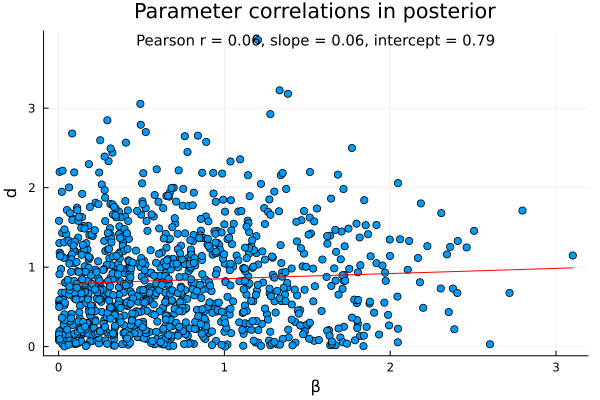 Parameter correlations in posterior
Pearson r = 0.06, slope = 0.06, intercept = 0.79
3
2
1
0
d
0 1 2 3
β